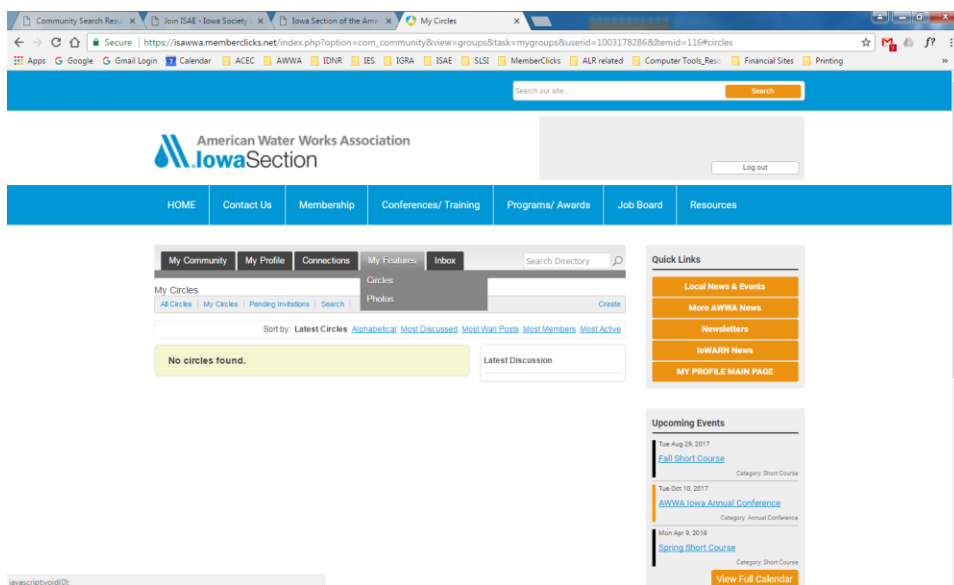 Community Search Resu
Join ISAE - Iowa Society
Iowa Section of the Amer
My Circles
Secure | https://isawwa.memberclicks.net/index.php?option=com_community&view=groups&task=mygroups&userid=1003178286&Itemid=116#circles
Apps Google Gmail Login Calendar ACEC AWWA IDNR IES IGRA ISAE SLSI MemberClicks ALR related Computer Tools_Reso Financial Sites Printing
Search our site...
Search
American Water Works Association
IowaSection
Log out
HOME Contact Us Membership Conferences/ Training Programs/ Awards Job Board Resources
My Community My Profile Connections My Features Inbox Search Directory
Circles
Photos
My Circles
All Circles | My Circles | Pending Invitations | Search | Create
Sort by: Latest Circles Alphabetical Most Discussed Most Wall Posts Most Members Most Active
No circles found.
Latest Discussion
Quick Links
Local News & Events
More AWWA News
Newsletters
IoWARN News
MY PROFILE MAIN PAGE
Upcoming Events
Tue Aug 29, 2017
Fall Short Course
Category: Short Course
Tue Oct 10, 2017
AWWA Iowa Annual Conference
Category: Annual Conference
Mon Apr 9, 2018
Spring Short Course
Category: Short Course
View Full Calendar
javascript:void(0);